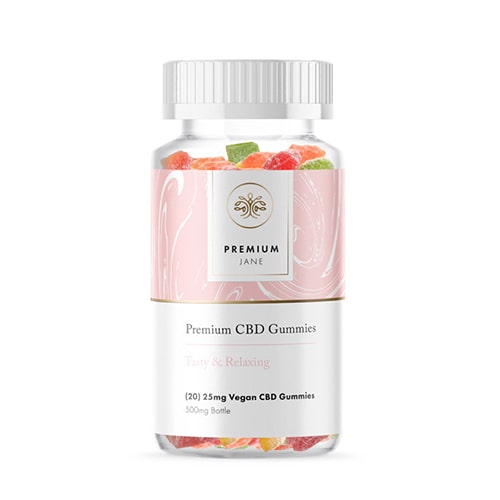 PREMIUM
JANE
Premium CBD Gummies
Tasty & Relaxing
(20) 25mg Vegan CBD Gummies
500mg Bottle